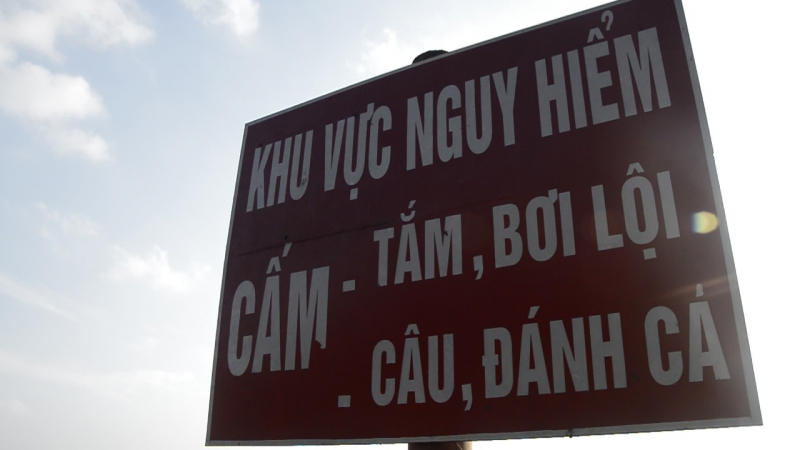 KHU VỰC NGUY HIỂM
CẤM - TẮM, BƠI LỘI
- CÂU, ĐÁNH CÁ